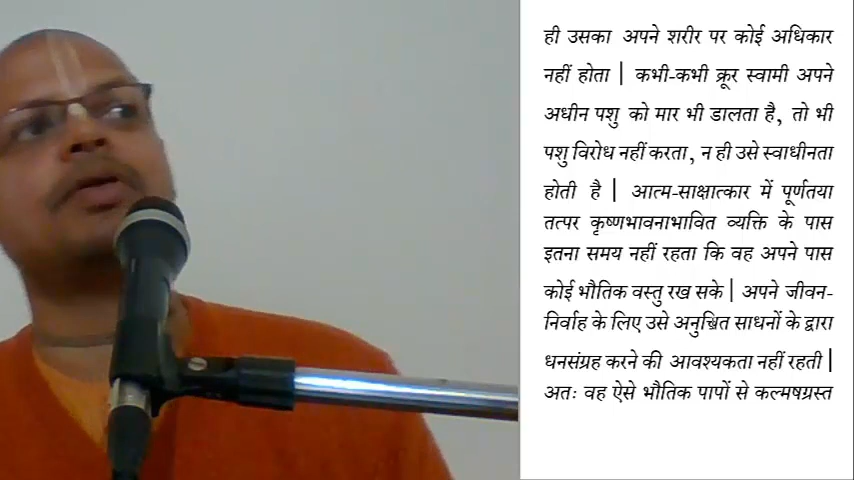 ही उसका अपने शरीर पर कोई अधिकार
नहीं होता | कभी-कभी क्रूर स्वामी अपने
अधीन पशु को मार भी डालता है, तो भी
पशु विरोध नहीं करता, न ही उसे स्वाधीनता
होती है | आत्म-साक्षात्कार में पूर्णतया
तत्पर कृष्णभावनाभावित व्यक्ति के पास
इतना समय नहीं रहता कि वह अपने पास
कोई भौतिक वस्तु रख सके | अपने जीवन-
निर्वाह के लिए उसे अनुचित साधनों के द्वारा
धनसंग्रह करने की आवश्यकता नहीं रहती |
अतः वह ऐसे भौतिक पापों से कल्मषग्रस्त